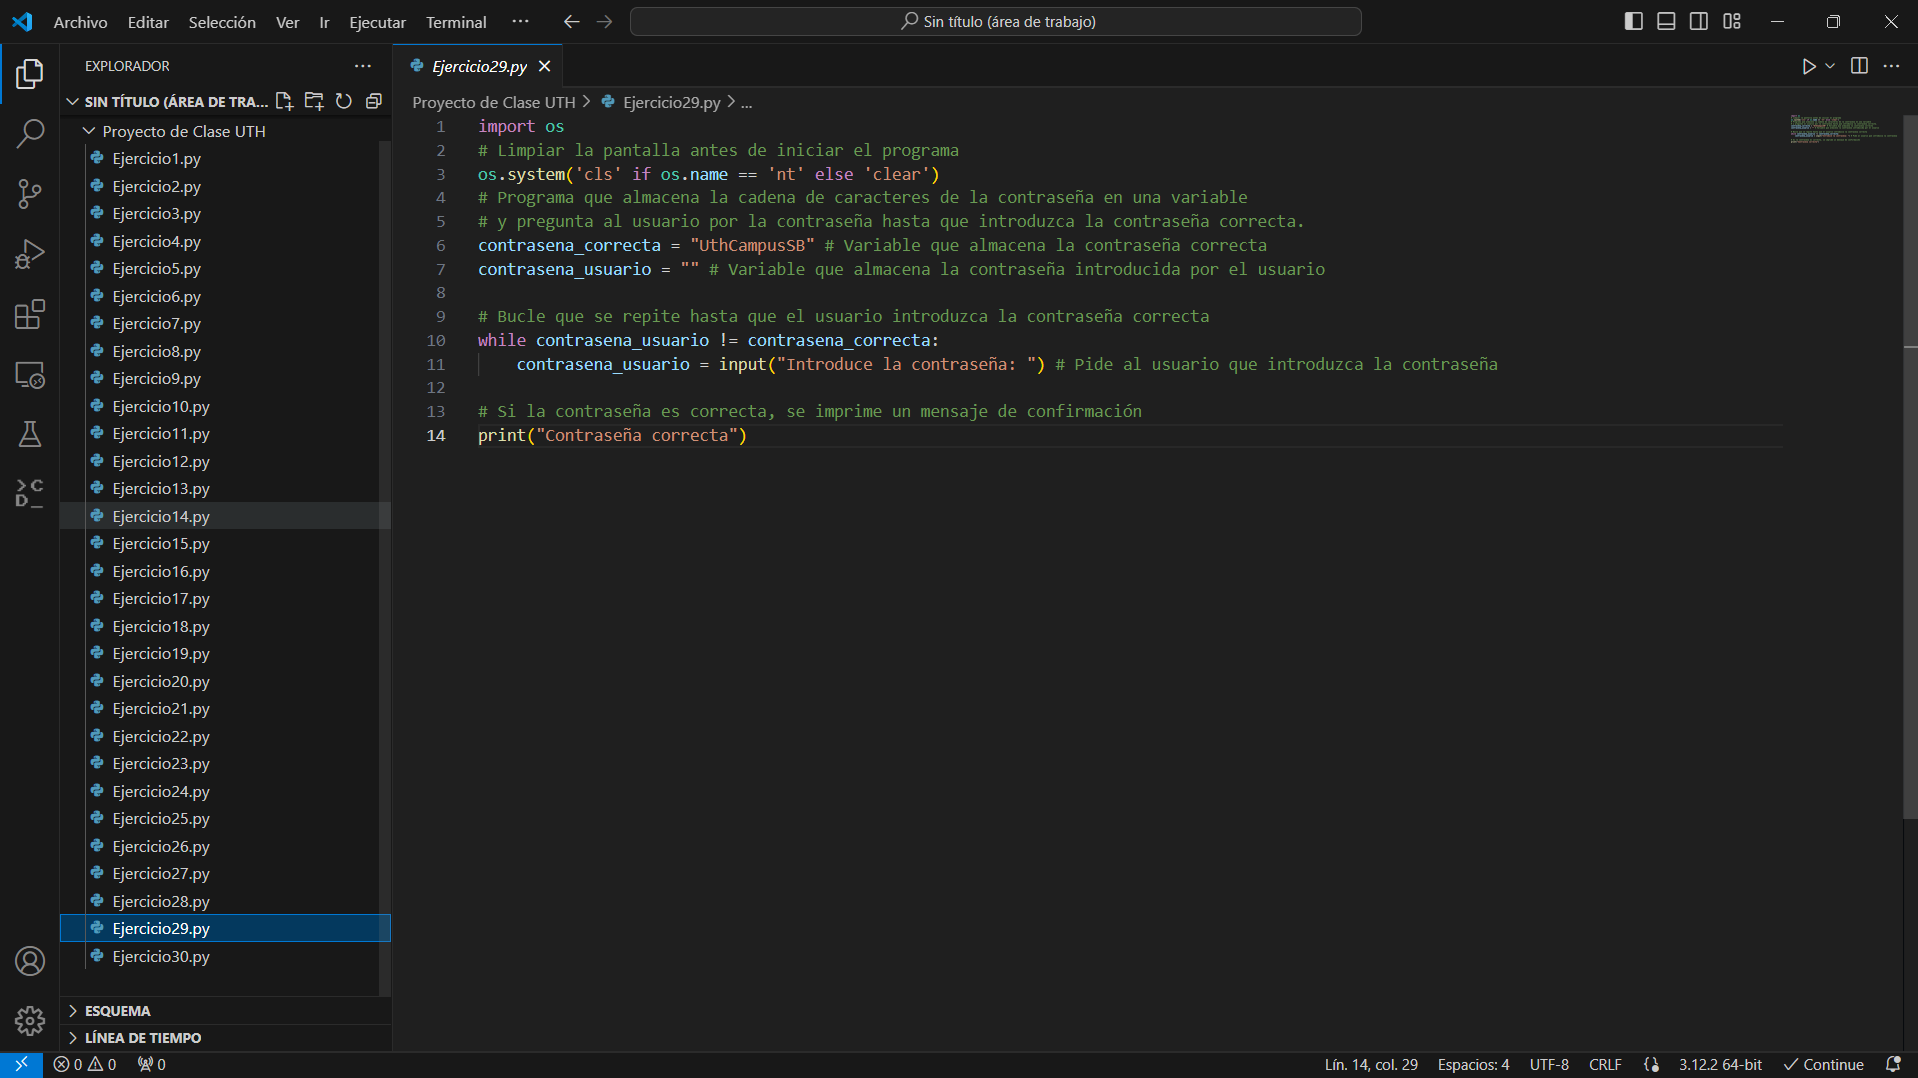 Archivo Editar Selección Ver Ir Ejecutar Terminal ··· Sin título (área de trabajo)
EXPLORADOR ···
SIN TÍTULO (ÁREA DE TRA...
Proyecto de Clase UTH
Ejercicio1.py
Ejercicio2.py
Ejercicio3.py
Ejercicio4.py
Ejercicio5.py
Ejercicio6.py
Ejercicio7.py
Ejercicio8.py
Ejercicio9.py
Ejercicio10.py
Ejercicio11.py
Ejercicio12.py
Ejercicio13.py
Ejercicio14.py
Ejercicio15.py
Ejercicio16.py
Ejercicio17.py
Ejercicio18.py
Ejercicio19.py
Ejercicio20.py
Ejercicio21.py
Ejercicio22.py
Ejercicio23.py
Ejercicio24.py
Ejercicio25.py
Ejercicio26.py
Ejercicio27.py
Ejercicio28.py
Ejercicio29.py
Ejercicio30.py
ESQUEMA
LÍNEA DE TIEMPO
Ejercicio29.py
Proyecto de Clase UTH > Ejercicio29.py > ...
1 import os
2 # Limpiar la pantalla antes de iniciar el programa
3 os.system('cls' if os.name == 'nt' else 'clear')
4 # Programa que almacena la cadena de caracteres de la contraseña en una variable
5 # y pregunta al usuario por la contraseña hasta que introduzca la contraseña correcta.
6 contrasena_correcta = "UthCampusSB" # Variable que almacena la contraseña correcta
7 contrasena_usuario = "" # Variable que almacena la contraseña introducida por el usuario
8
9 # Bucle que se repite hasta que el usuario introduzca la contraseña correcta
10 while contrasena_usuario != contrasena_correcta:
11     contrasena_usuario = input("Introduce la contraseña: ") # Pide al usuario que introduzca la contraseña
12
13 # Si la contraseña es correcta, se imprime un mensaje de confirmación
14 print("Contraseña correcta")
0 0 0 Lín. 14, col. 29 Espacios: 4 UTF-8 CRLF 3.12.2 64-bit Continue